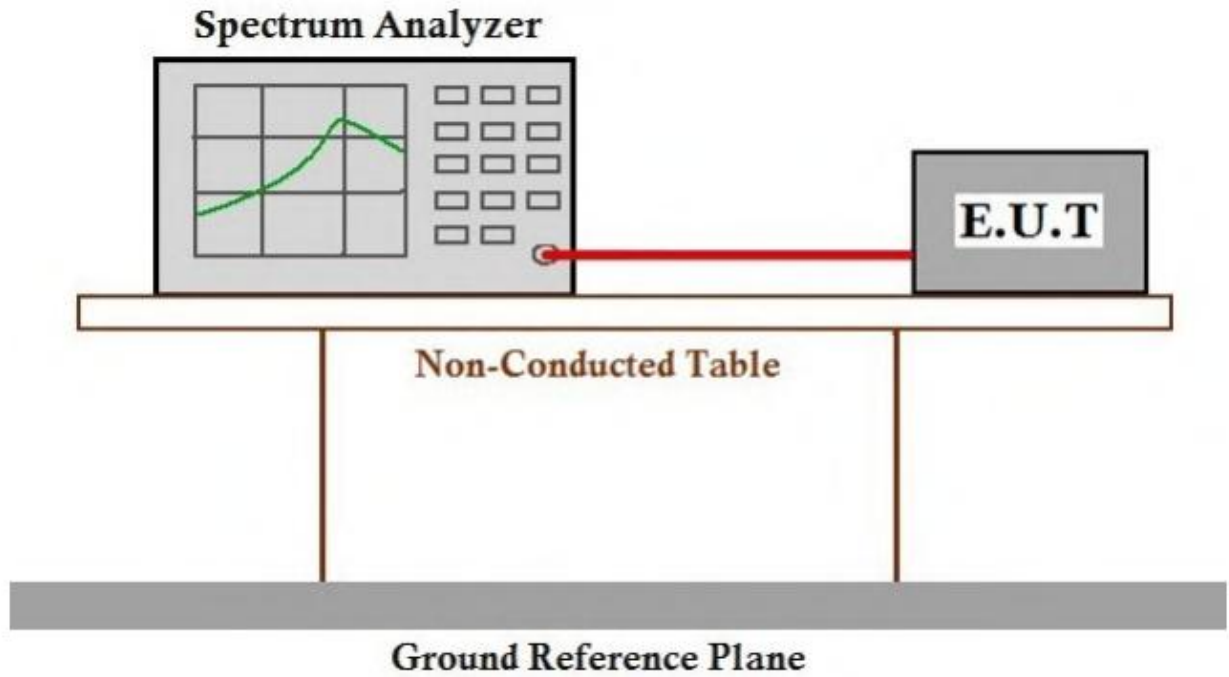 Spectrum Analyzer
E.U.T
Non-Conducted Table
Ground Reference Plane